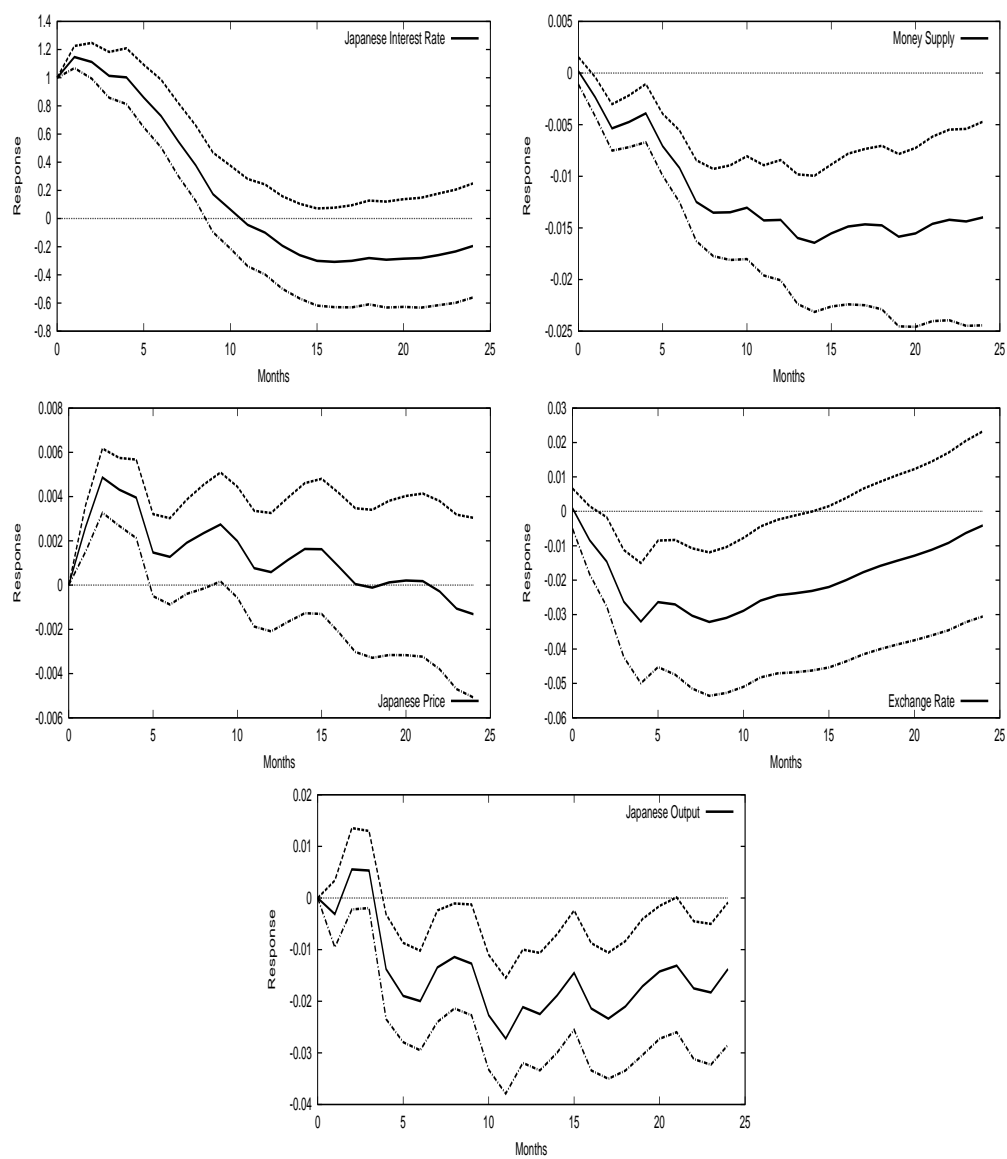 Japanese Interest Rate
1.4
1.2
1
0.8
0.6
0.4
0.2
0
-0.2
-0.4
-0.6
-0.8
Response
0 5 10 15 20 25
Months
Money Supply
0.005
0
-0.005
-0.01
-0.015
-0.02
-0.025
Response
0 5 10 15 20 25
Months
0.008
0.006
0.004
0.002
0
-0.002
-0.004
-0.006
Response
Japanese Price
0 5 10 15 20 25
Months
0.03
0.02
0.01
0
-0.01
-0.02
-0.03
-0.04
-0.05
-0.06
Response
Exchange Rate
0 5 10 15 20 25
Months
Japanese Output
0.02
0.01
0
-0.01
-0.02
-0.03
-0.04
Response
0 5 10 15 20 25
Months